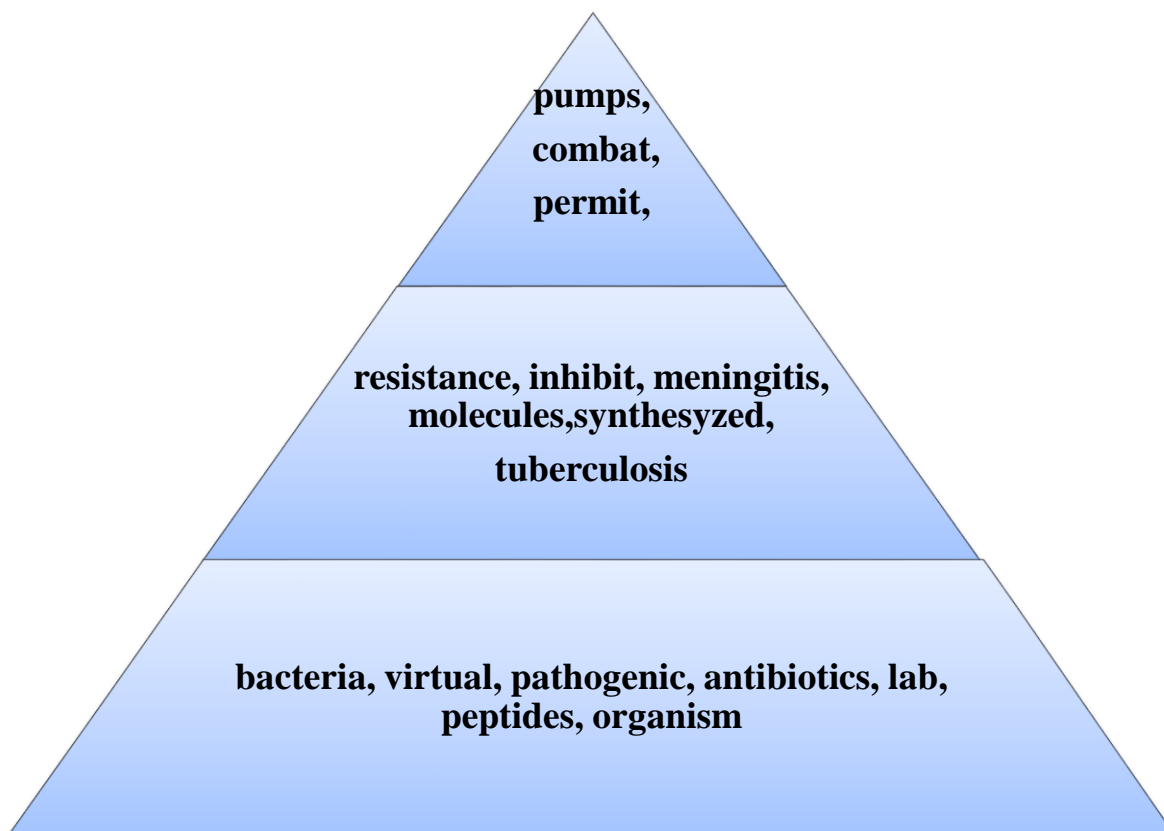 pumps,
combat,
permit,
resistance, inhibit, meningitis,
molecules,synthesyzed,
tuberculosis
bacteria, virtual, pathogenic, antibiotics, lab,
peptides, organism